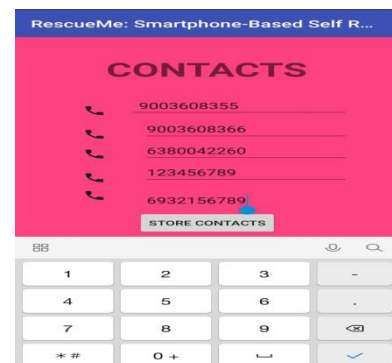 RescueMe: Smartphone-Based Self R...
CONTACTS
9003608355
9003608366
6380042260
123456789
6932156789
STORE CONTACTS
1 2 3 -
4 5 6 .
7 8 9
*# 0 +